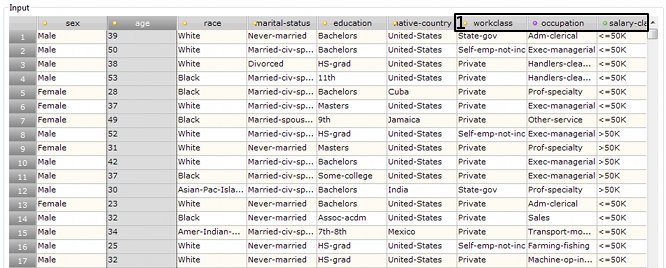 Input
sex age race marital-status education native-country 1 workclass occupation salary-cla
1 Male 39 White Never-married Bachelors United-States State-gov Adm-clerical <=50K
2 Male 50 White Married-civ-sp... Bachelors United-States Self-emp-not-inc Exec-managerial <=50K
3 Male 38 White Divorced HS-grad United-States Private Handlers-clea... <=50K
4 Male 53 Black Married-civ-sp... 11th United-States Private Handlers-clea... <=50K
5 Female 28 Black Married-civ-sp... Bachelors Cuba Private Prof-specialty <=50K
6 Female 37 White Married-civ-sp... Masters United-States Private Exec-managerial <=50K
7 Female 49 Black Married-spous... 9th Jamaica Private Other-service <=50K
8 Male 52 White Married-civ-sp... HS-grad United-States Self-emp-not-inc Exec-managerial >50K
9 Female 31 White Never-married Masters United-States Private Prof-specialty >50K
10 Male 42 White Married-civ-sp... Bachelors United-States Private Exec-managerial >50K
11 Male 37 Black Married-civ-sp... Some-college United-States Private Exec-managerial >50K
12 Male 30 Asian-Pac-Isla... Married-civ-sp... Bachelors India State-gov Prof-specialty >50K
13 Female 23 White Never-married Bachelors United-States Private Adm-clerical <=50K
14 Male 32 Black Never-married Assoc-acdm United-States Private Sales <=50K
15 Male 34 Amer-Indian-... Married-civ-sp... 7th-8th Mexico Private Transport-mo... <=50K
16 Male 25 White Never-married HS-grad United-States Self-emp-not-inc Farming-fishing <=50K
17 Male 32 White Never-married HS-grad United-States Private Machine-op-in... <=50K